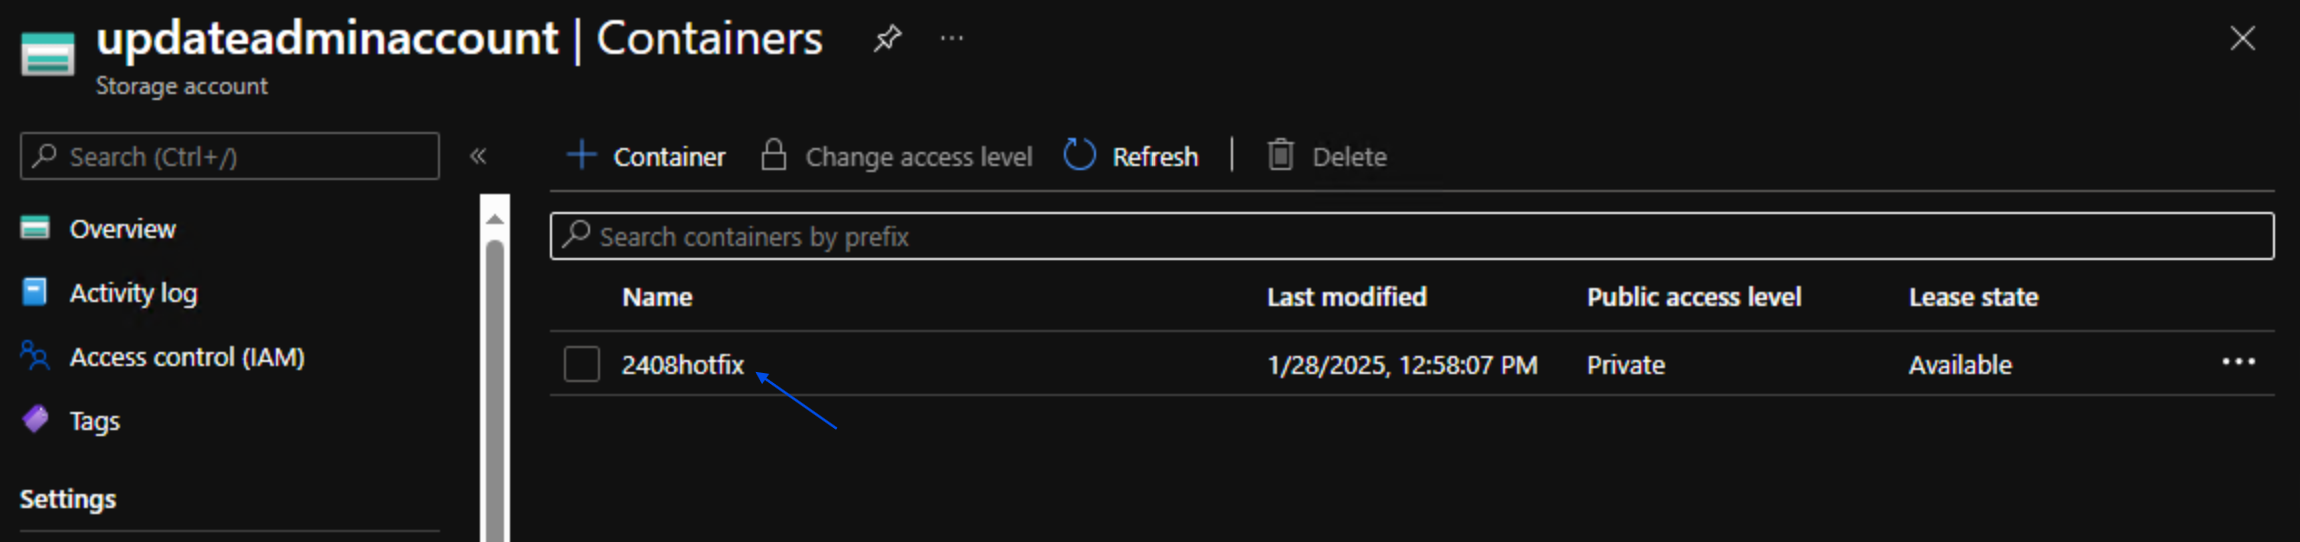 updateadminaccount | Containers
Storage account
Search (Ctrl+/)
Overview
Activity log
Access control (IAM)
Tags
Settings
Container Change access level Refresh | Delete
Search containers by prefix
Name Last modified Public access level Lease state
2408hotfix 1/28/2025, 12:58:07 PM Private Available